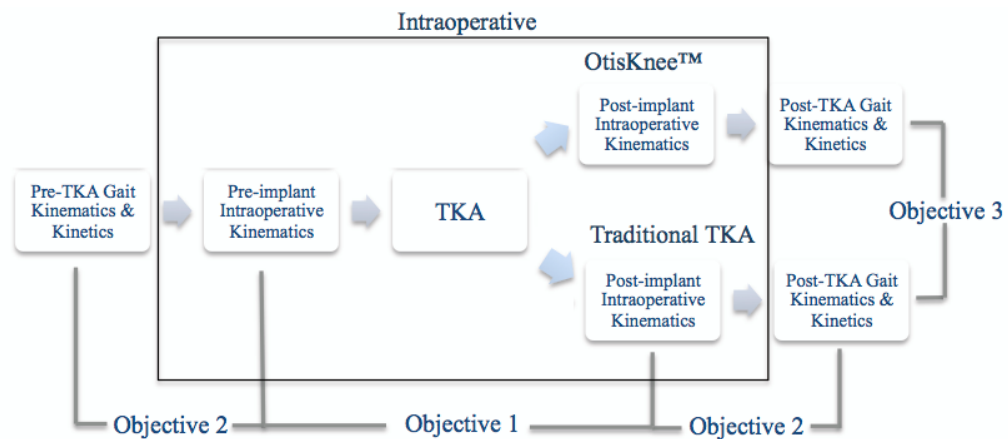 Intraoperative
OtisKnee™
Post-implant
Intraoperative
Kinematics
Post-TKA Gait
Kinematics &
Kinetics
Pre-TKA Gait
Kinematics &
Kinetics
Pre-implant
Intraoperative
Kinematics
TKA
Objective 3
Traditional TKA
Post-implant
Intraoperative
Kinematics
Post-TKA Gait
Kinematics &
Kinetics
Objective 2
Objective 1
Objective 2